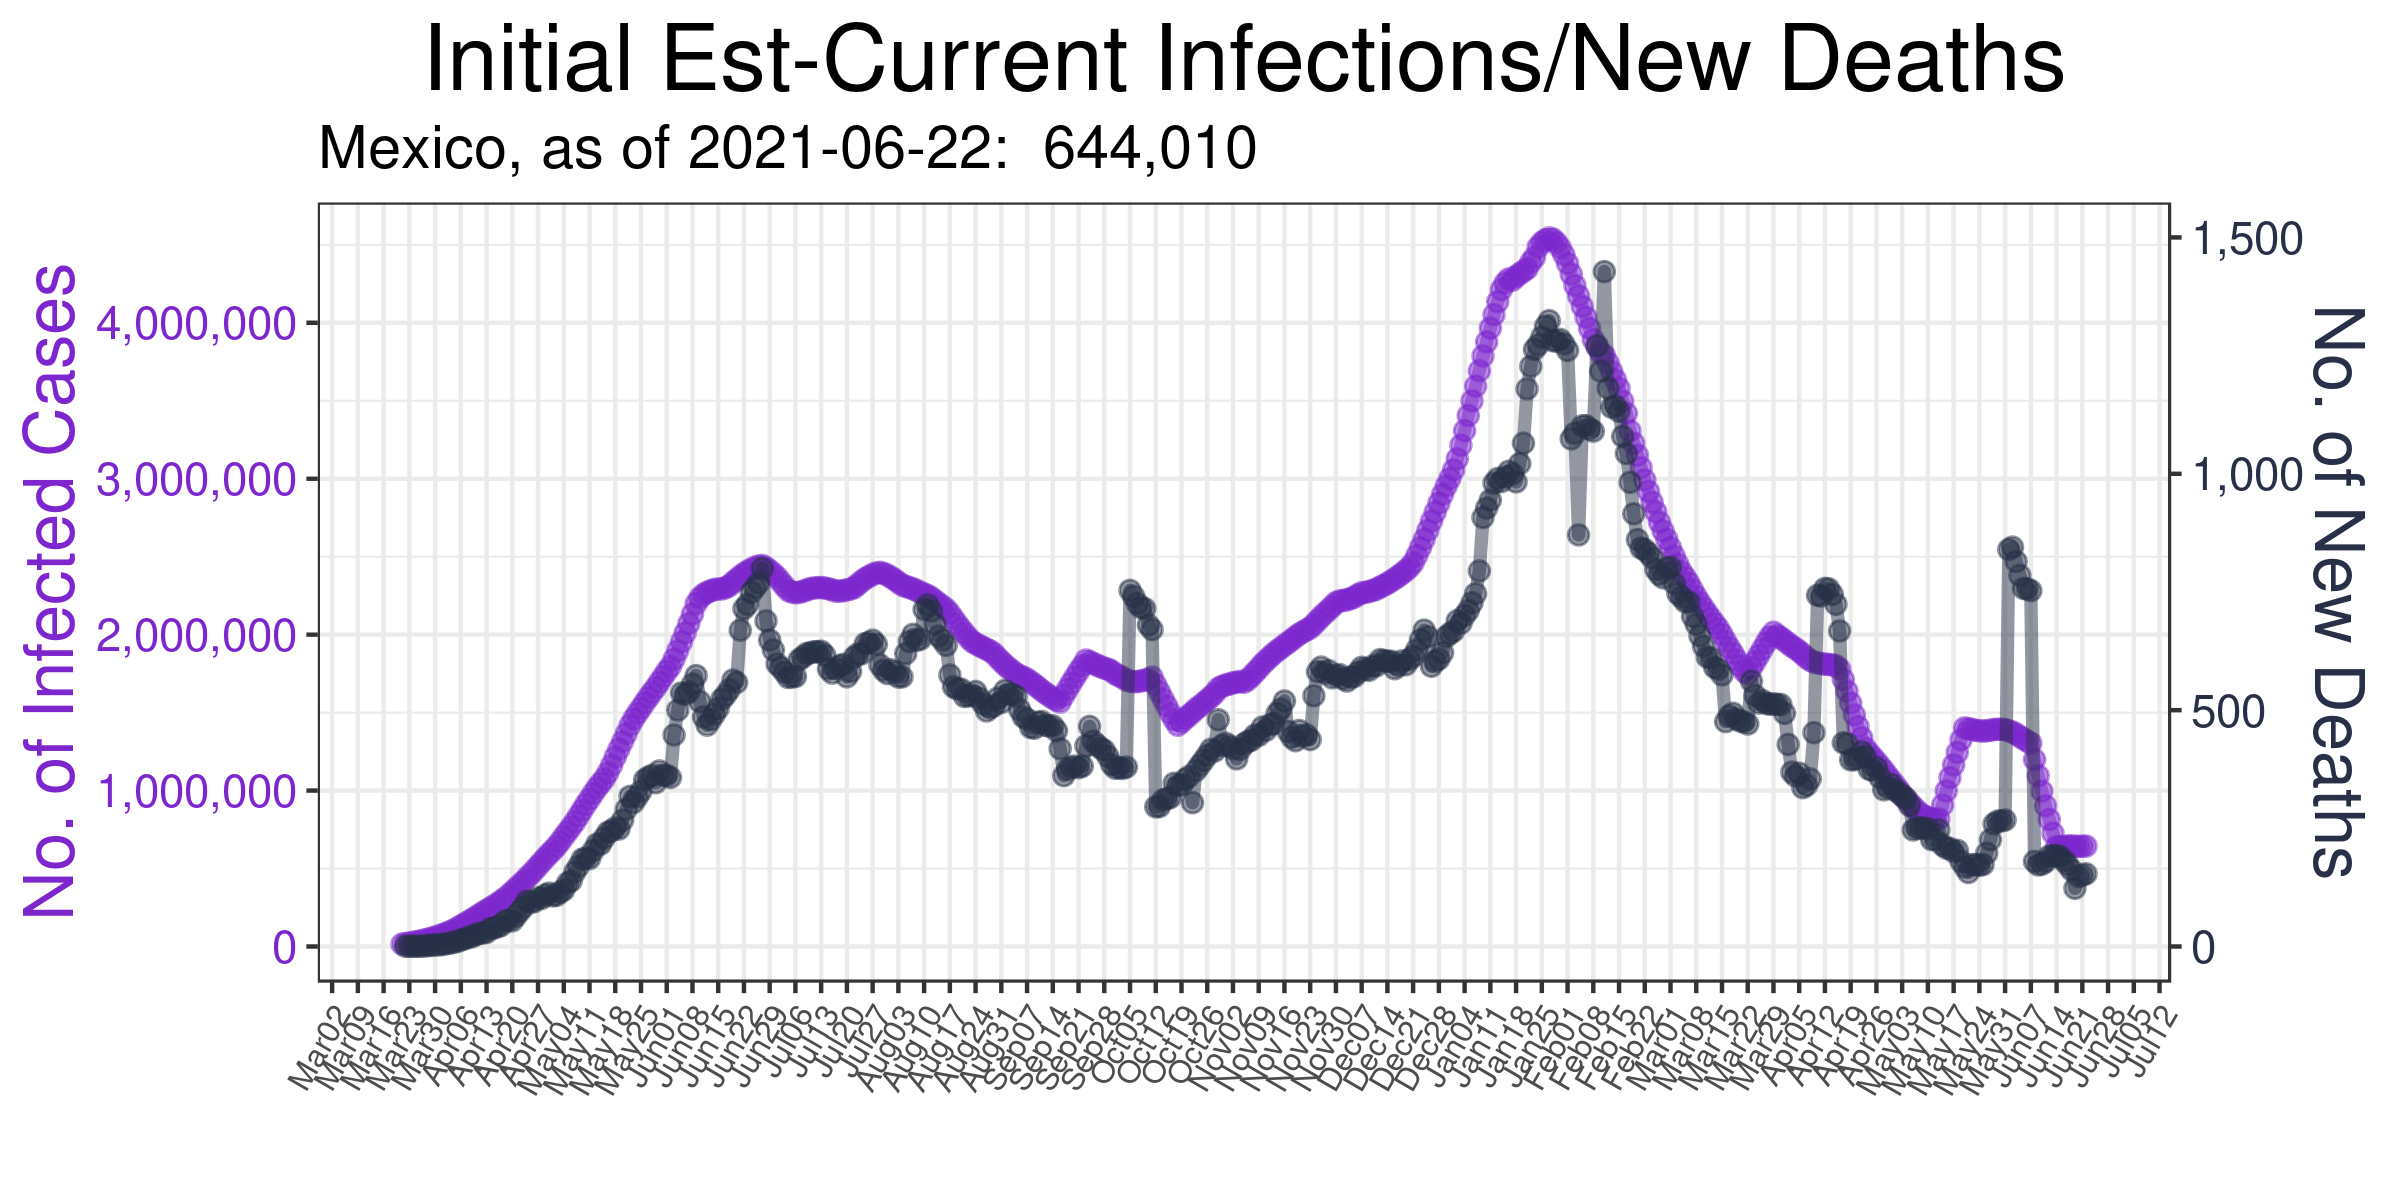 Initial Est-Current Infections/New Deaths
Mexico, as of 2021-06-22:  644,010
No. of Infected Cases
4,000,000
3,000,000
2,000,000
1,000,000
0
1,500
1,000
500
0
No. of New Deaths
Mar02
Mar09
Mar16
Mar23
Mar30
Apr06
Apr13
Apr20
Apr27
May04
May11
May18
May25
Jun01
Jun08
Jun15
Jun22
Jun29
Jul06
Jul13
Jul20
Jul27
Aug03
Aug10
Aug17
Aug24
Aug31
Sep07
Sep14
Sep21
Sep28
Oct05
Oct12
Oct19
Oct26
Nov02
Nov09
Nov16
Nov23
Nov30
Dec07
Dec14
Dec21
Dec28
Jan04
Jan11
Jan18
Jan25
Feb01
Feb08
Feb15
Feb22
Mar01
Mar08
Mar15
Mar22
Mar29
Apr05
Apr12
Apr19
Apr26
May03
May10
May17
May24
May31
Jun07
Jun14
Jun21
Jun28
Jul05
Jul12